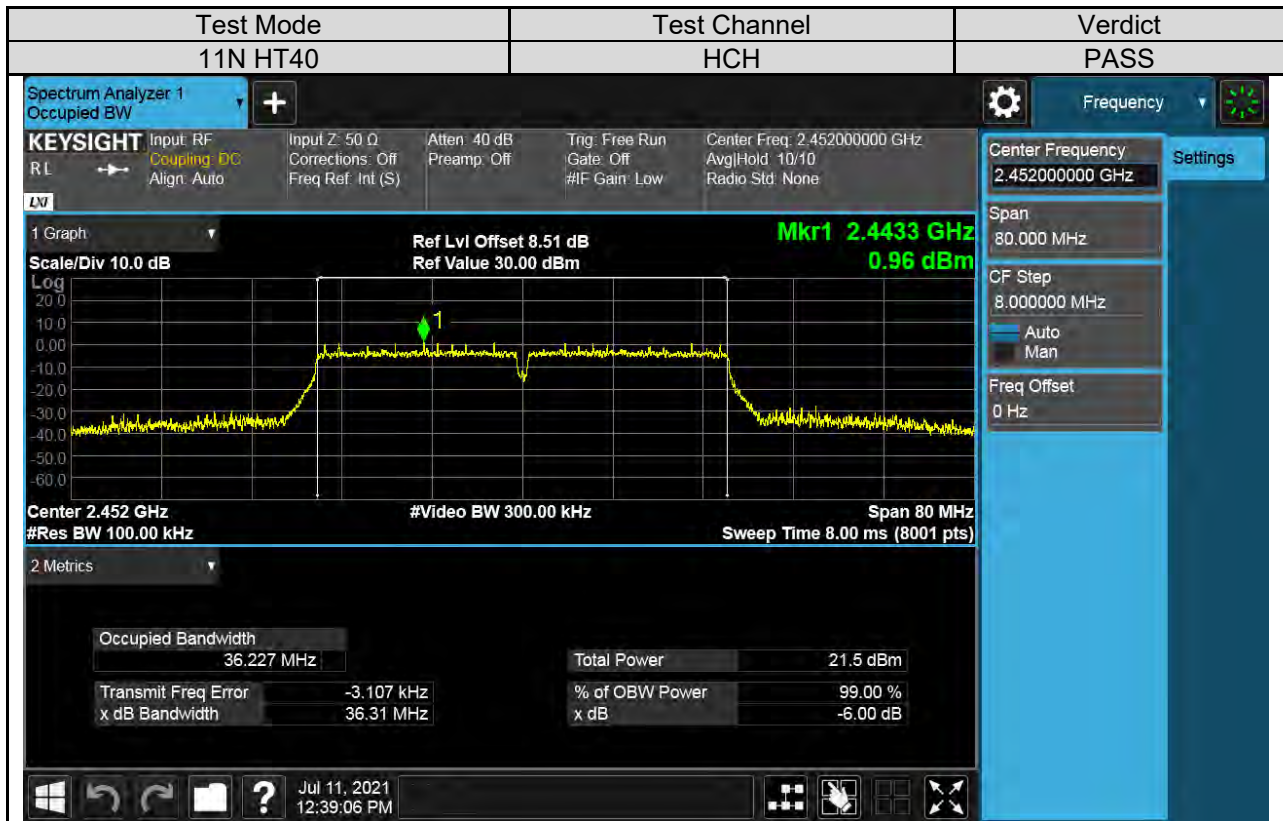 Test Mode Test Channel Verdict
11N HT40 HCH PASS
Spectrum Analyzer 1
Occupied BW
Frequency
KEYSIGHT Input: RF Input Z: 50 Ω Atten: 40 dB Trig: Free Run Center Freq: 2.452000000 GHz
RL Coupling: DC Corrections: Off Preamp: Off Gate: Off Avg|Hold: 10/10
Align: Auto Freq Ref: Int (S) #IF Gain: Low Radio Std: None
LXI
Center Frequency
2.452000000 GHz
Settings
Span
80.000 MHz
CF Step
8.000000 MHz
Auto
Man
Freq Offset
0 Hz
1 Graph Ref Lvl Offset 8.51 dB Mkr1 2.4433 GHz
Scale/Div 10.0 dB Ref Value 30.00 dBm 0.96 dBm
Log
20.0
10.0
1
0.00
-10.0
-20.0
-30.0
-40.0
-50.0
-60.0
Center 2.452 GHz #Video BW 300.00 kHz Span 80 MHz
#Res BW 100.00 kHz Sweep Time 8.00 ms (8001 pts)
2 Metrics
Occupied Bandwidth
36.227 MHz Total Power 21.5 dBm
Transmit Freq Error -3.107 kHz % of OBW Power 99.00 %
x dB Bandwidth 36.31 MHz x dB -6.00 dB
? Jul 11, 2021
12:39:06 PM